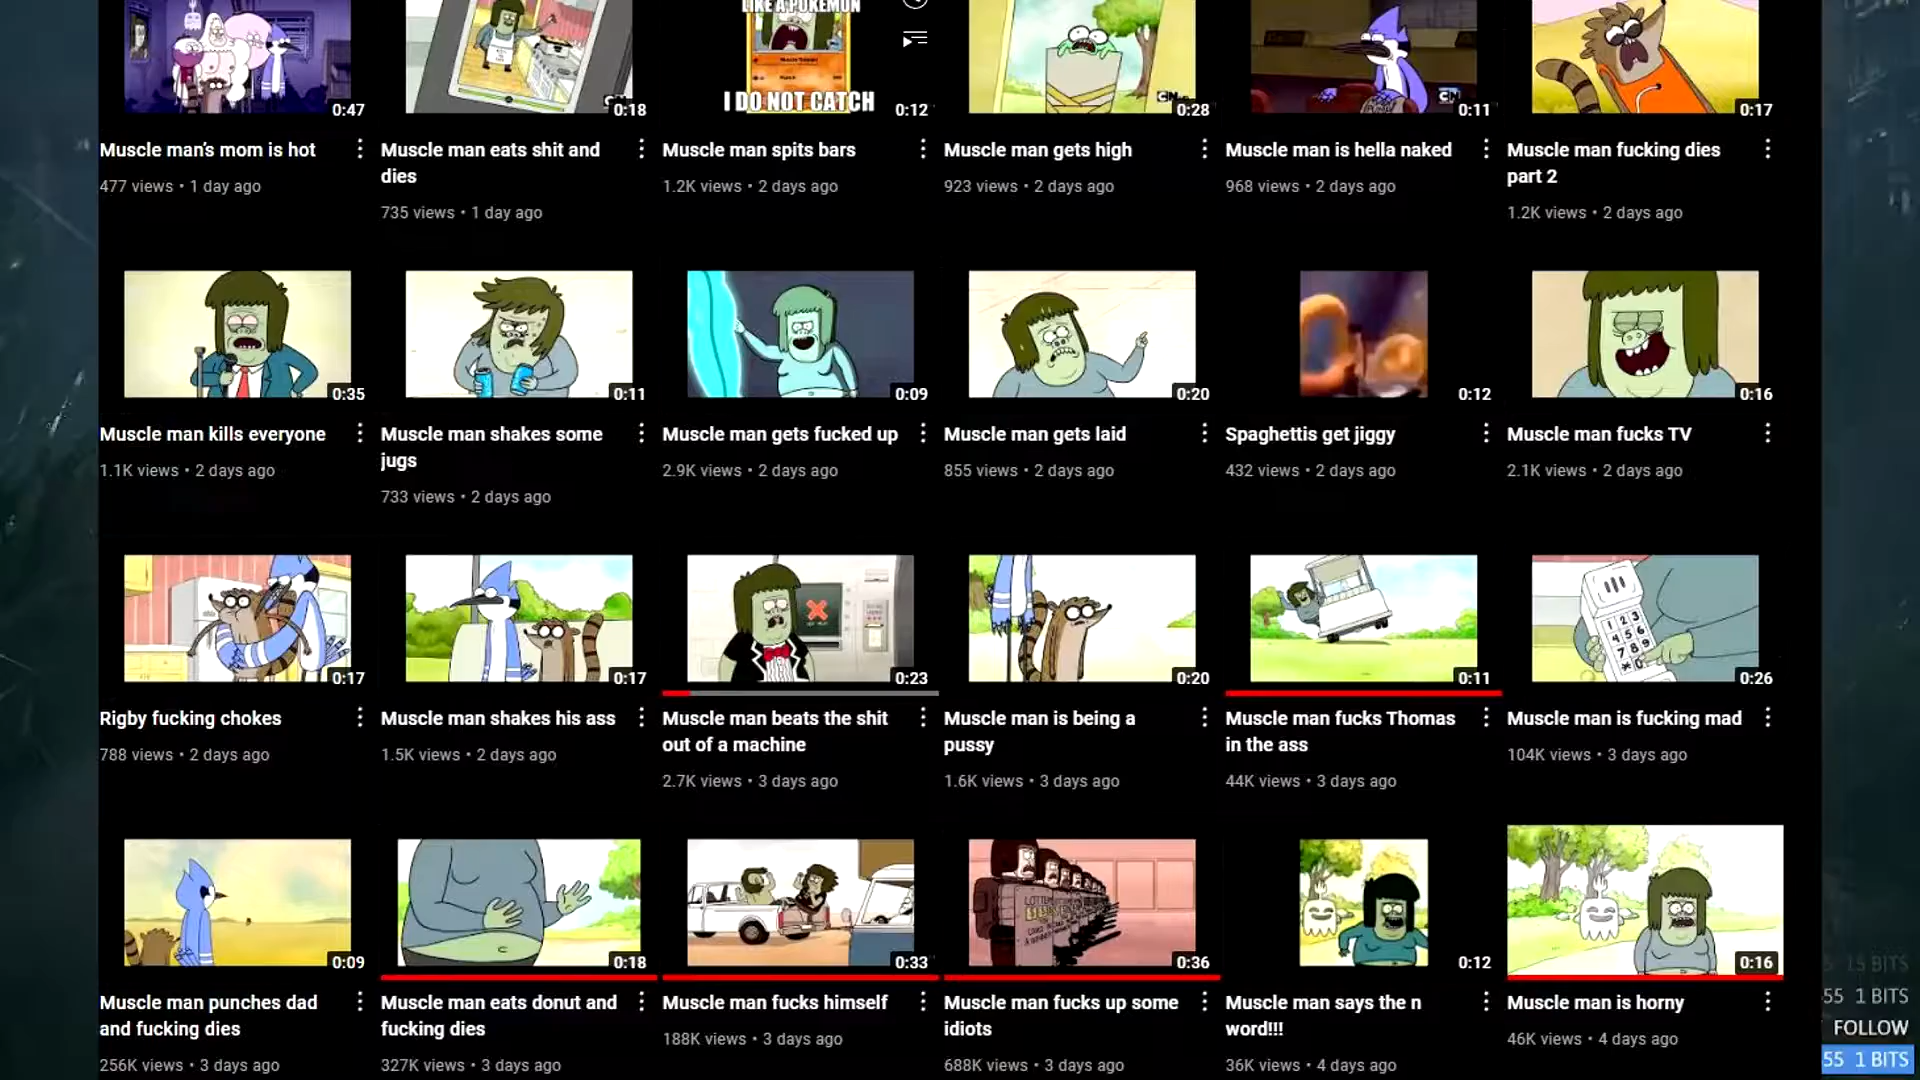 LIKE A POKEMON
I DO NOT CATCH
CN
CN
CN
0:47
0:18
0:12
0:28
0:11
0:17
Muscle man's mom is hot
477 views • 1 day ago
Muscle man eats shit and
dies
735 views • 1 day ago
Muscle man spits bars
1.2K views • 2 days ago
Muscle man gets high
923 views • 2 days ago
Muscle man is hella naked
968 views • 2 days ago
Muscle man fucking dies
part 2
1.2K views • 2 days ago
0:35
0:11
0:09
0:20
0:12
0:16
Muscle man kills everyone
1.1K views • 2 days ago
Muscle man shakes some
jugs
733 views • 2 days ago
Muscle man gets fucked up
2.9K views • 2 days ago
Muscle man gets laid
855 views • 2 days ago
Spaghettis get jiggy
432 views • 2 days ago
Muscle man fucks TV
2.1K views • 2 days ago
1 2 3
4 5 6
7 8 9
* 0
0:17
0:17
0:23
0:20
0:11
0:26
Rigby fucking chokes
788 views • 2 days ago
Muscle man shakes his ass
1.5K views • 2 days ago
Muscle man beats the shit
out of a machine
2.7K views • 3 days ago
Muscle man is being a
pussy
1.6K views • 3 days ago
Muscle man fucks Thomas
in the ass
44K views • 3 days ago
Muscle man is fucking mad
104K views • 3 days ago
0:09
0:18
0:33
0:36
0:12
0:16
Muscle man punches dad
and fucking dies
256K views • 3 days ago
Muscle man eats donut and
fucking dies
327K views • 3 days ago
Muscle man fucks himself
188K views • 3 days ago
Muscle man fucks up some
idiots
688K views • 3 days ago
Muscle man says the n
word!!!
36K views • 4 days ago
Muscle man is horny
46K views • 4 days ago
15 BITS
55 1 BITS
FOLLOW
55 1 BITS